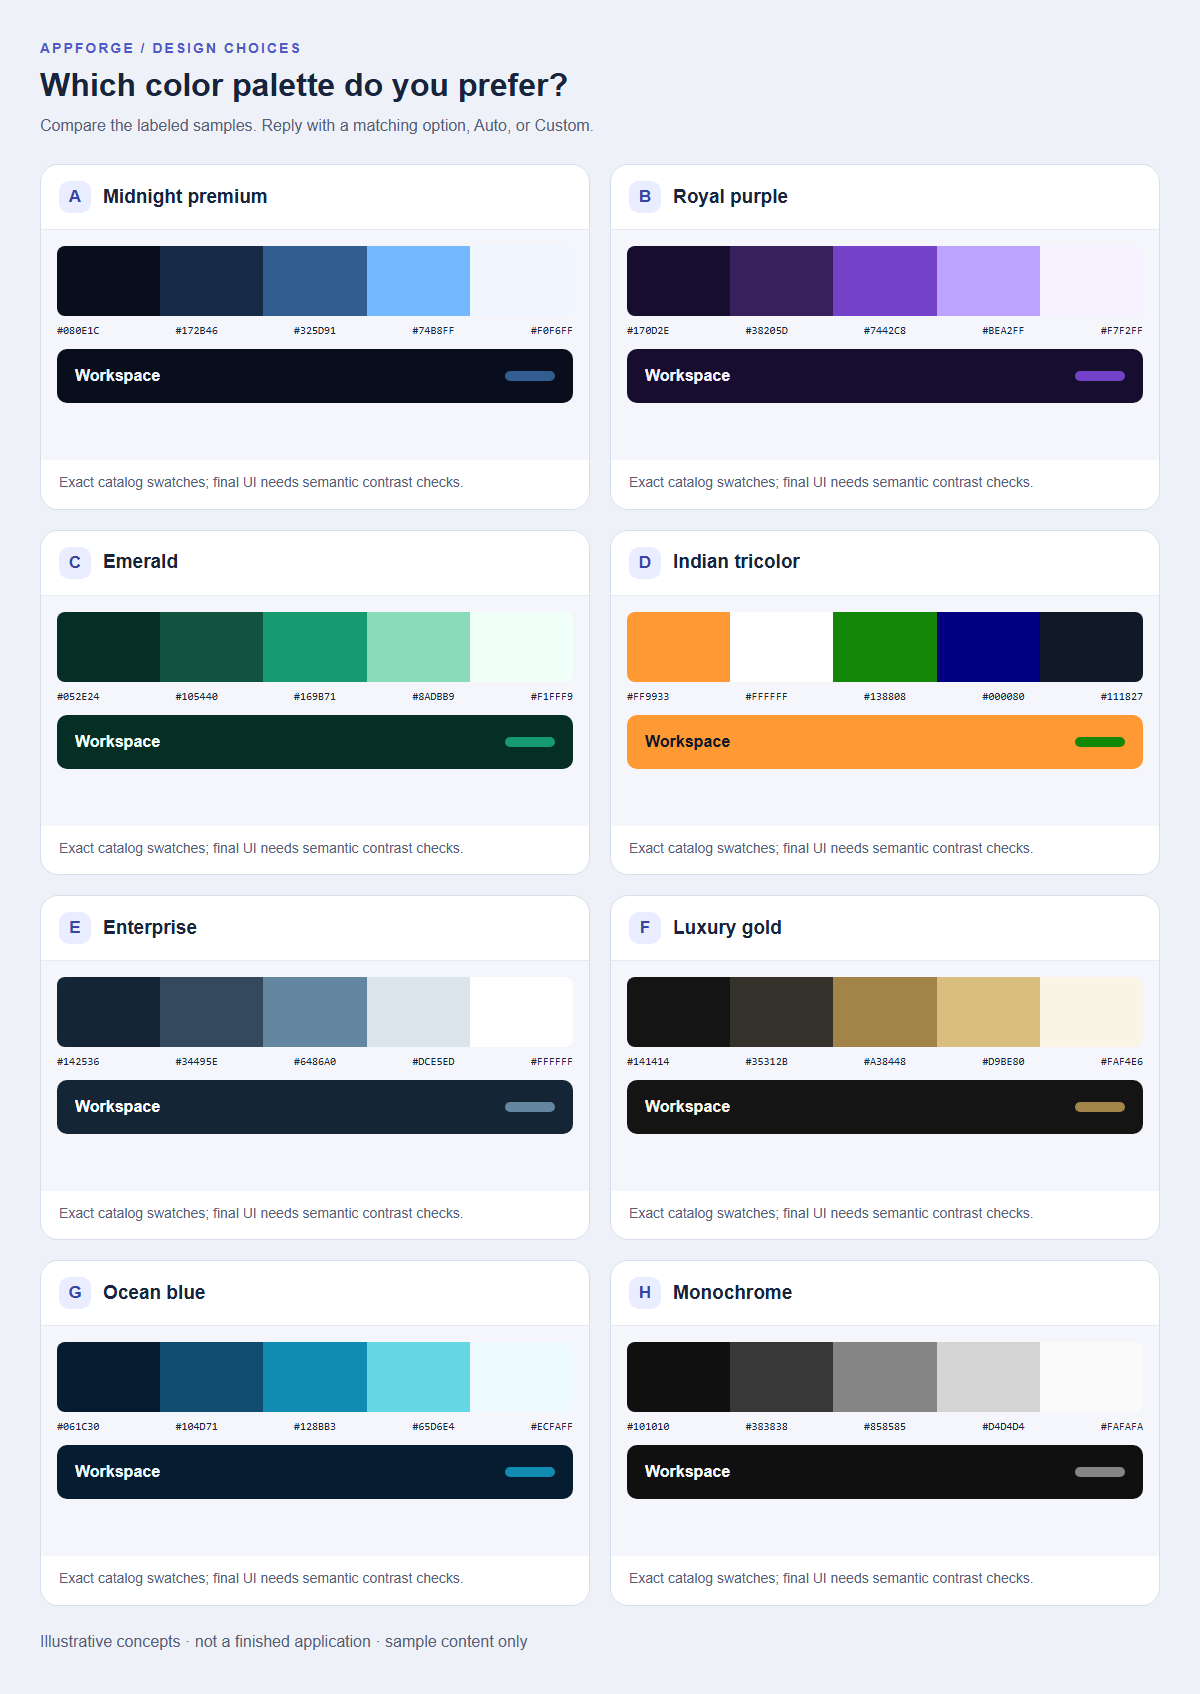 APPFORGE / DESIGN CHOICES
Which color palette do you prefer?
Compare the labeled samples. Reply with a matching option, Auto, or Custom.
A Midnight premium
#080E1C #172B46 #325D91 #74B8FF #F0F6FF
Workspace
Exact catalog swatches; final UI needs semantic contrast checks.
B Royal purple
#170D2E #38205D #7442C8 #BEA2FF #F7F2FF
Workspace
Exact catalog swatches; final UI needs semantic contrast checks.
C Emerald
#052E24 #105440 #169B71 #8ADBB9 #F1FFF9
Workspace
Exact catalog swatches; final UI needs semantic contrast checks.
D Indian tricolor
#FF9933 #FFFFFF #138808 #000080 #111827
Workspace
Exact catalog swatches; final UI needs semantic contrast checks.
E Enterprise
#142536 #34495E #6486A0 #DCE5ED #FFFFFF
Workspace
Exact catalog swatches; final UI needs semantic contrast checks.
F Luxury gold
#141414 #35312B #A38448 #D9BE80 #FAF4E6
Workspace
Exact catalog swatches; final UI needs semantic contrast checks.
G Ocean blue
#061C30 #104D71 #128BB3 #65D6E4 #ECFAFF
Workspace
Exact catalog swatches; final UI needs semantic contrast checks.
H Monochrome
#101010 #383838 #858585 #D4D4D4 #FAFAFA
Workspace
Exact catalog swatches; final UI needs semantic contrast checks.
Illustrative concepts · not a finished application · sample content only